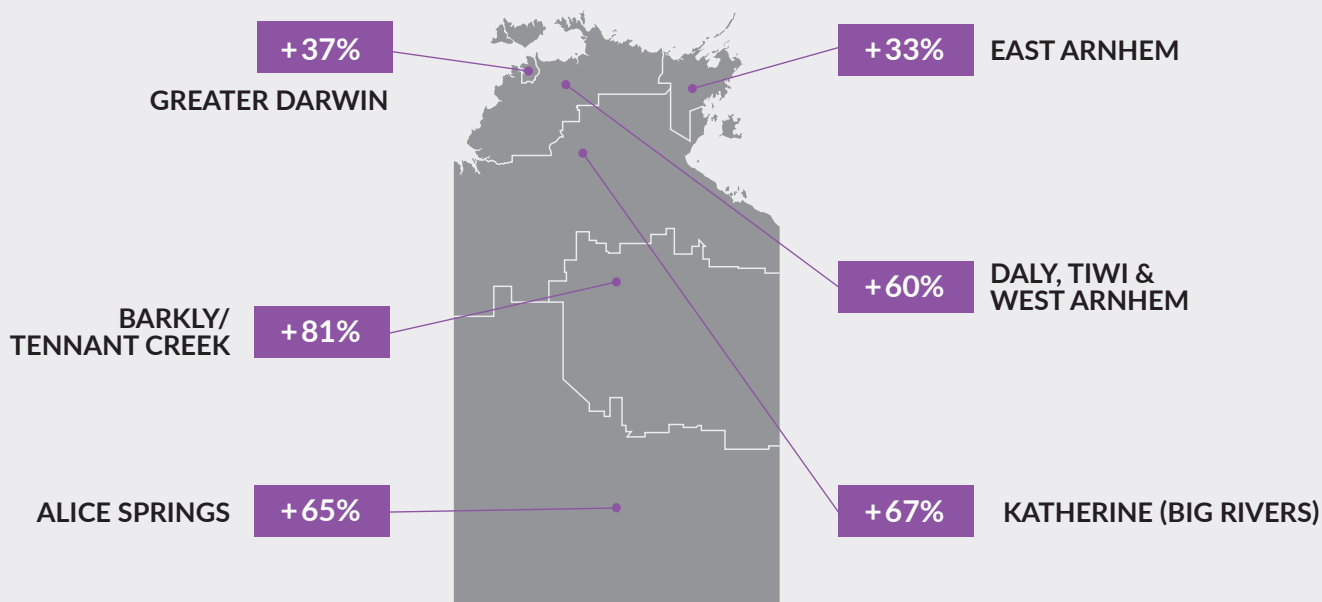 +37%
GREATER DARWIN
+33%
EAST ARNHEM
+60%
DALY, TIWI &
WEST ARNHEM
BARKLY/
TENNANT CREEK
+81%
ALICE SPRINGS
+65%
+67%
KATHERINE (BIG RIVERS)